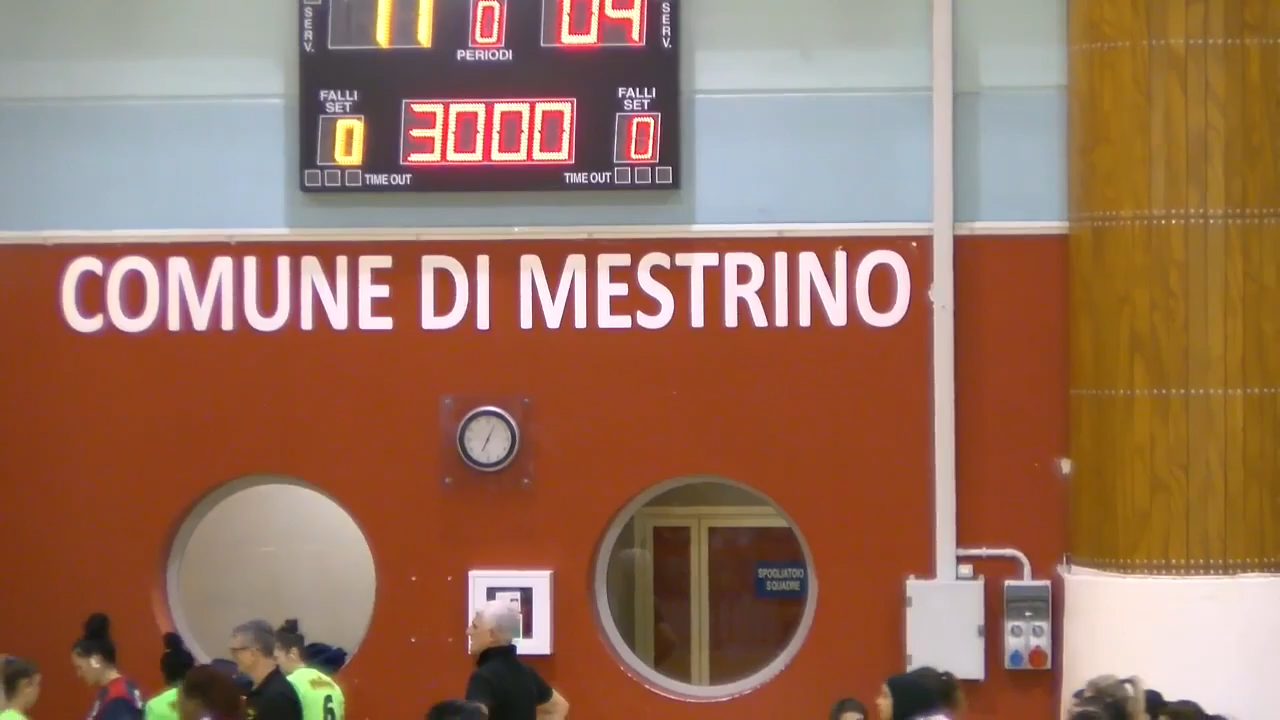 SERV.
SERV.
11 0 04
PERIODI
FALLI
SET
FALLI
SET
0 3000 0
TIME OUT
TIME OUT
COMUNE DI MESTRINO
SPOGLIATOIO
SQUADRE
6